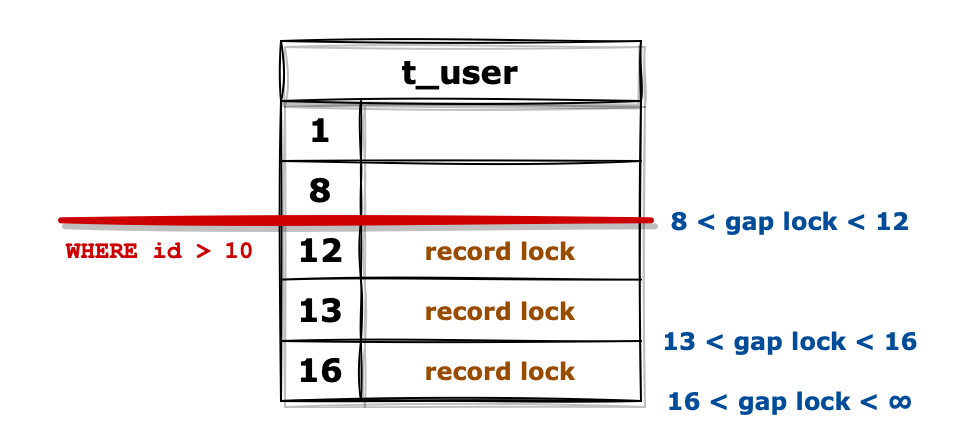 t_user
1
8
8 < gap lock < 12
WHERE id > 10
12 record lock
13 record lock
13 < gap lock < 16
16 record lock
16 < gap lock < ∞